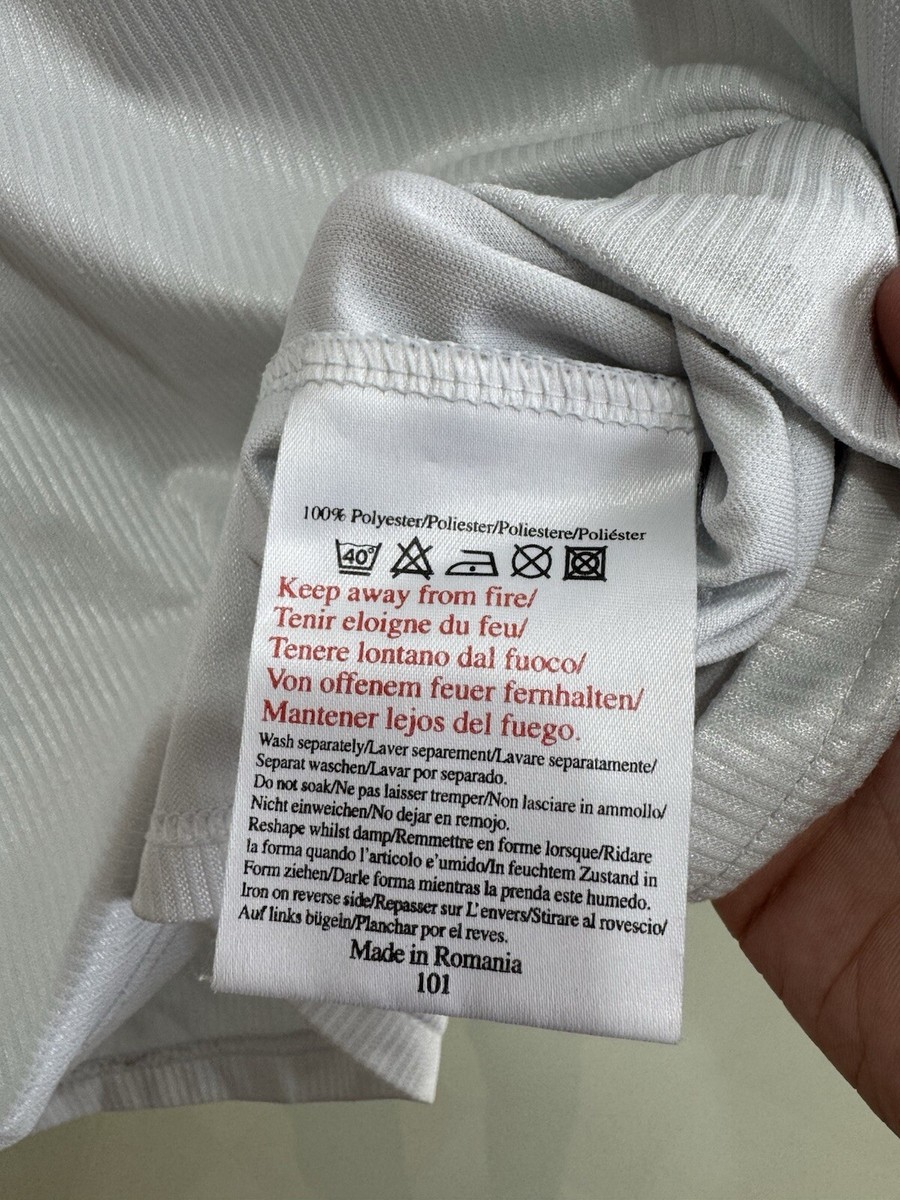 100% Polyester/Poliester/Poliestere/Poliéster
40°
Keep away from fire/
Tenir eloigne du feu/
Tenere lontano dal fuoco/
Von offenem feuer fernhalten/
Mantener lejos del fuego.
Wash separately/Laver separement/Lavare separatamente/
Separat waschen/Lavar por separado.
Do not soak/Ne pas laisser tremper/Non lasciare in ammollo/
Nicht einweichen/No dejar en remojo.
Reshape whilst damp/Remmettre en forme lorsque/Ridare
la forma quando l'articolo e'umido/In feuchtem Zustand in
Form ziehen/Darle forma mientras la prenda este humedo.
Iron on reverse side/Repasser sur L'envers/Stirare al rovescio/
Auf links bügeln/Planchar por el reves.
Made in Romania
101